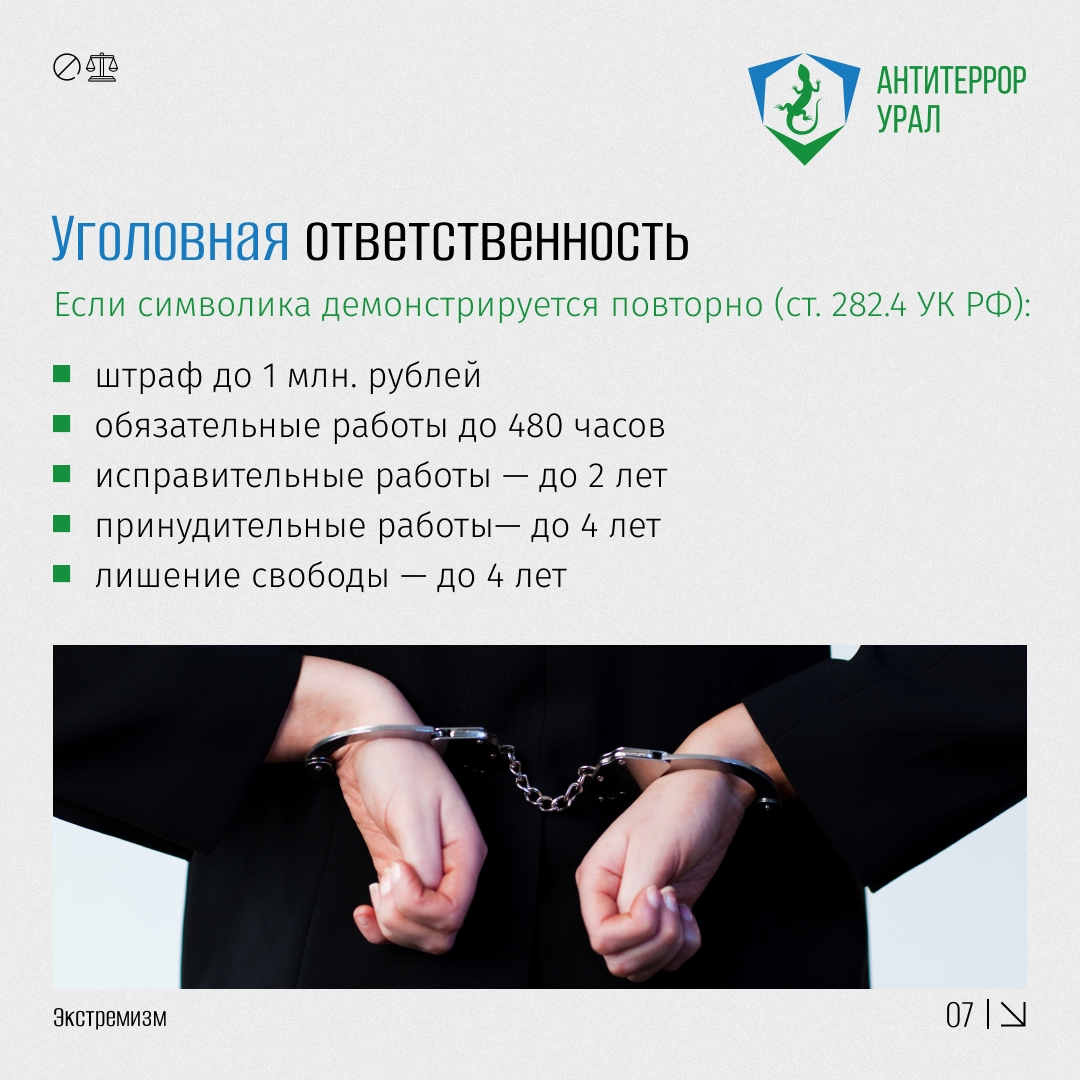 АНТИТЕРРОР
УРАЛ
Уголовная ответственность
Если символика демонстрируется повторно (ст. 282.4 УК РФ):
штраф до 1 млн. рублей
обязательные работы до 480 часов
исправительные работы — до 2 лет
принудительные работы— до 4 лет
лишение свободы — до 4 лет
Экстремизм
07 |